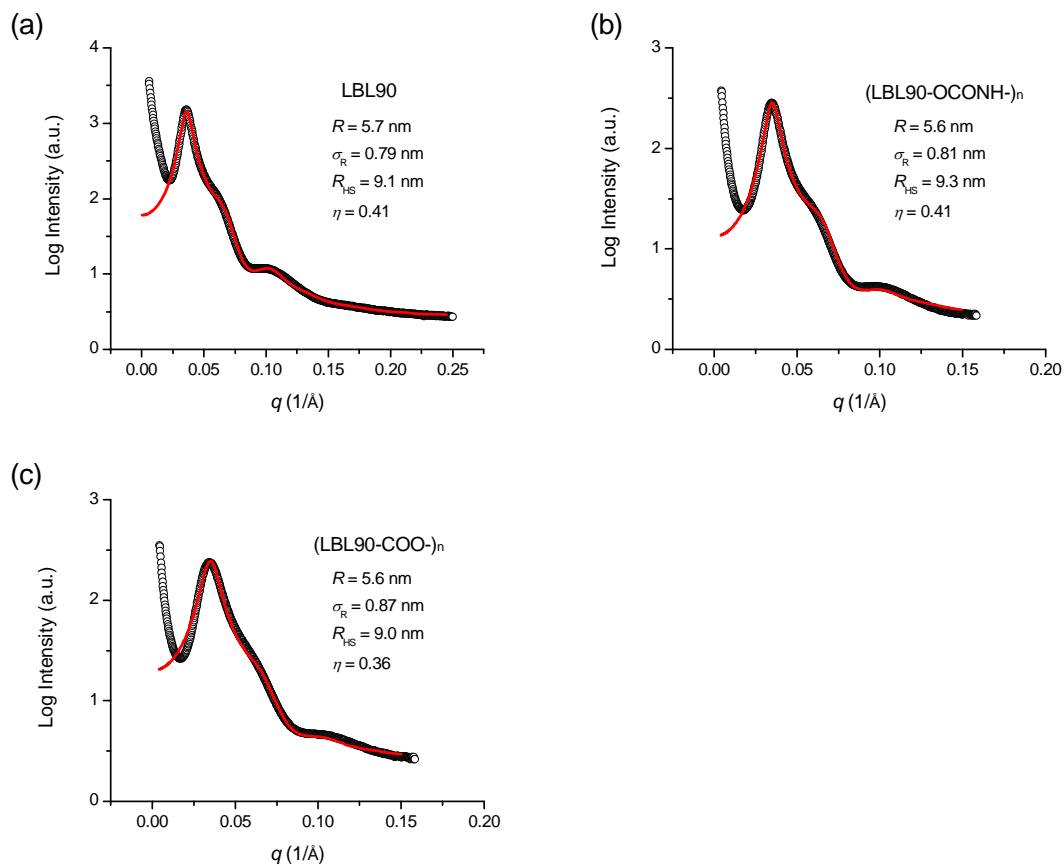 (a)
4
3
2
1
0
Log Intensity (a.u.)
LBL90
R = 5.7 nm
σR = 0.79 nm
RHS = 9.1 nm
η = 0.41
0.00 0.05 0.10 0.15 0.20 0.25
q (1/Å)
(b)
3
2
1
0
Log Intensity (a.u.)
(LBL90-OCONH-)n
R = 5.6 nm
σR = 0.81 nm
RHS = 9.3 nm
η = 0.41
0.00 0.05 0.10 0.15 0.20
q (1/Å)
(c)
3
2
1
0
Log Intensity (a.u.)
(LBL90-COO-)n
R = 5.6 nm
σR = 0.87 nm
RHS = 9.0 nm
η = 0.36
0.00 0.05 0.10 0.15 0.20
q (1/Å)